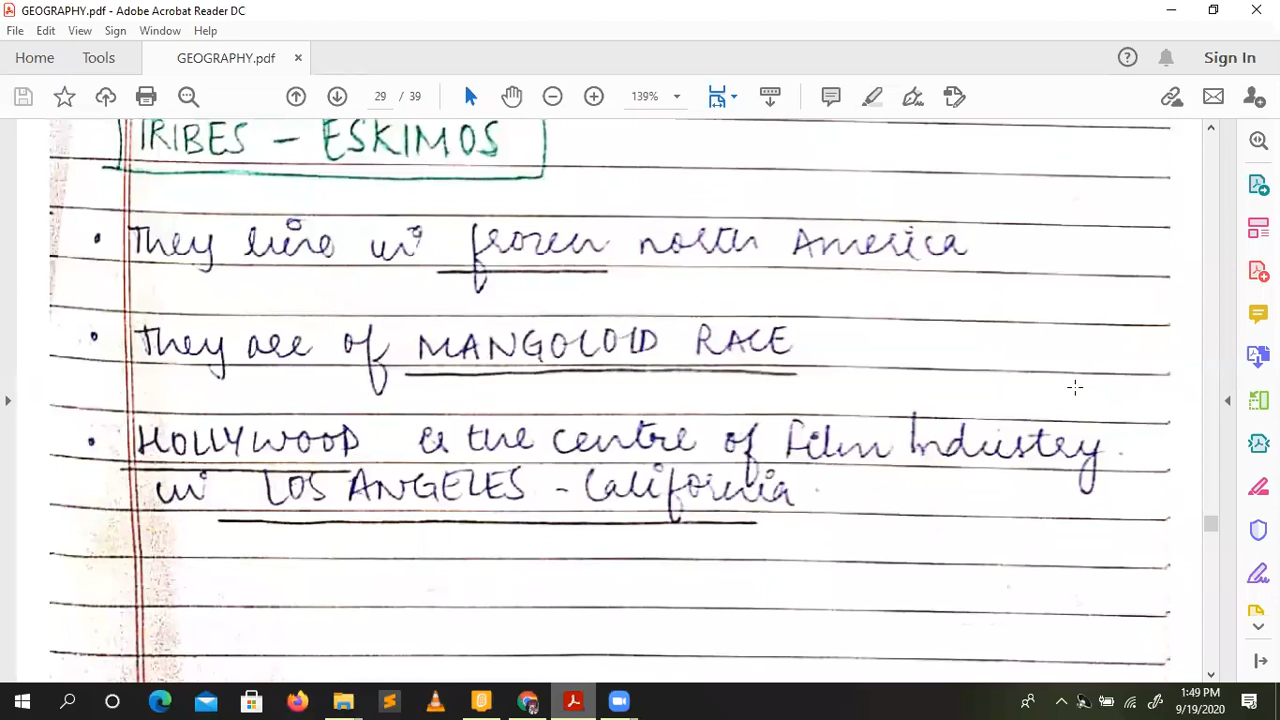 GEOGRAPHY.pdf - Adobe Acrobat Reader DC
File Edit View Sign Window Help
Home Tools GEOGRAPHY.pdf × Sign In
29 / 39 139%
TRIBES - ESKIMOS
• They live in frozen north America
• They are of MANGOLOID RACE
• HOLLYWOOD is the centre of Film Industry.
in LOS ANGELES - California.
1:49 PM
9/19/2020